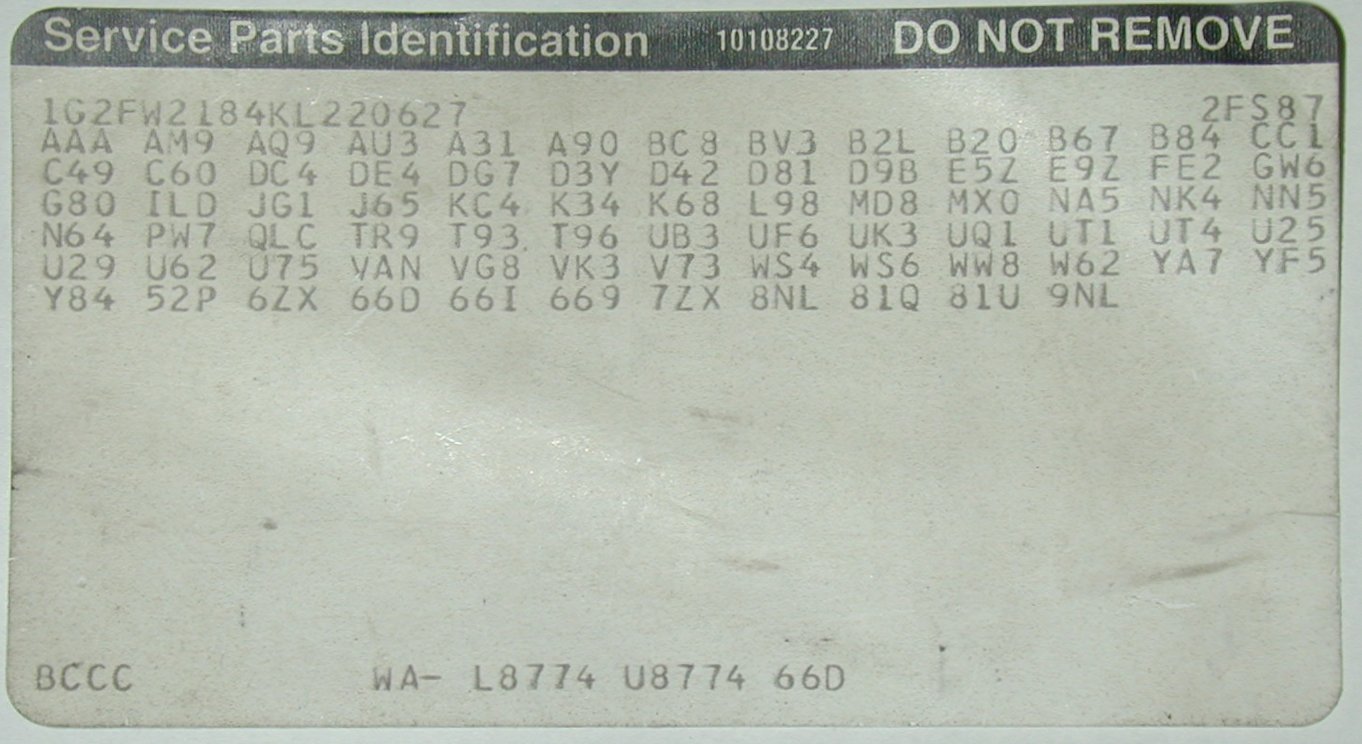 Service Parts Identification 10108227 DO NOT REMOVE
1G2FW2184KL220627 2FS87
AAA AM9 AQ9 AU3 A31 A90 BC8 BV3 B2L B20 B67 B84 CC1
C49 C60 DC4 DE4 DG7 D3Y D42 D81 D9B E5Z E9Z FE2 GW6
G80 ILD JG1 J65 KC4 K34 K68 L98 MD8 MX0 NA5 NK4 NN5
N64 PW7 QLC TR9 T93 T96 UB3 UF6 UK3 UQ1 UT1 UT4 U25
U29 U62 U75 VAN VG8 VK3 V73 WS4 WS6 WW8 W62 YA7 YF5
Y84 52P 6ZX 66D 66I 669 7ZX 8NL 81Q 81U 9NL
BCCC WA- L8774 U8774 66D